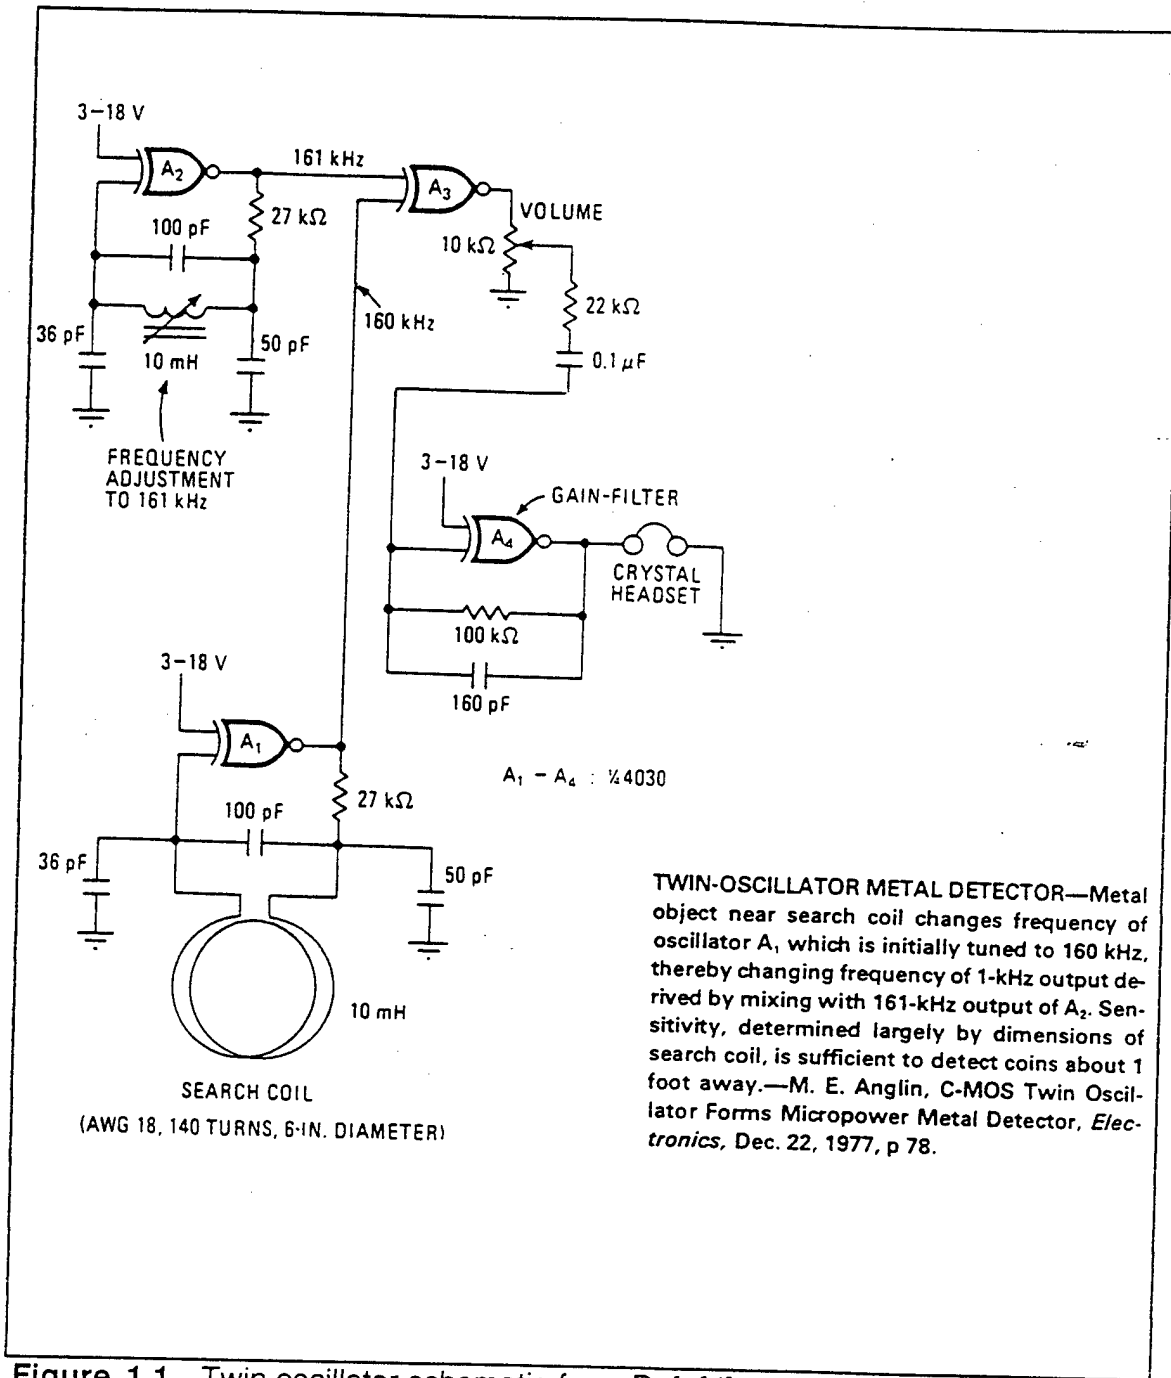 3–18 V
A₂
161 kHz
A₃
27 kΩ
VOLUME
100 pF
10 kΩ
22 kΩ
160 kHz
36 pF
50 pF
10 mH
0.1 µF
FREQUENCY
ADJUSTMENT
TO 161 kHz
3–18 V
GAIN-FILTER
A₄
CRYSTAL
HEADSET
100 kΩ
160 pF
3–18 V
A₁
A₁ – A₄ : ¼ 4030
27 kΩ
100 pF
36 pF
50 pF
10 mH
SEARCH COIL
(AWG 18, 140 TURNS, 6-IN. DIAMETER)
TWIN-OSCILLATOR METAL DETECTOR—Metal
object near search coil changes frequency of
oscillator A₁ which is initially tuned to 160 kHz,
thereby changing frequency of 1-kHz output de-
rived by mixing with 161-kHz output of A₂. Sen-
sitivity, determined largely by dimensions of
search coil, is sufficient to detect coins about 1
foot away.—M. E. Anglin, C-MOS Twin Oscil-
lator Forms Micropower Metal Detector, Elec-
tronics, Dec. 22, 1977, p 78.
Figure 1.1 Twin oscillator schematic from